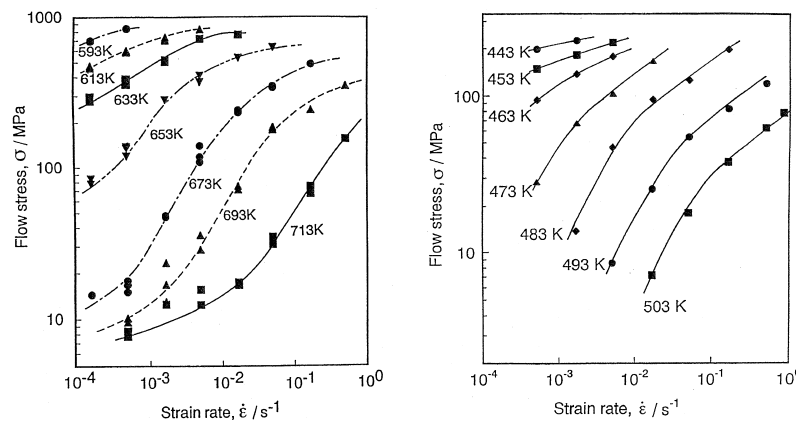 1000
100
10
Flow stress, σ / MPa
593K
613K
633K
653K
673K
693K
713K
10⁻⁴ 10⁻³ 10⁻² 10⁻¹ 10⁰
Strain rate, ε̇ / s⁻¹
100
10
Flow stress, σ / MPa
443 K
453 K
463 K
473 K
483 K
493 K
503 K
10⁻⁴ 10⁻³ 10⁻² 10⁻¹ 10⁰
Strain rate, ε̇ / s⁻¹